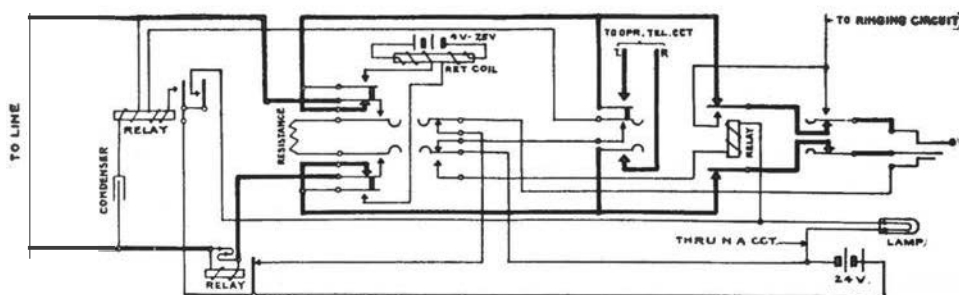 4V-28V
RET COIL
TO OPR. TEL. CCT
L R
TO RINGING CIRCUIT
TO LINE
RELAY
CONDENSER
RESISTANCE
RELAY
THRU N A CCT.
LAMP
24V.
RELAY